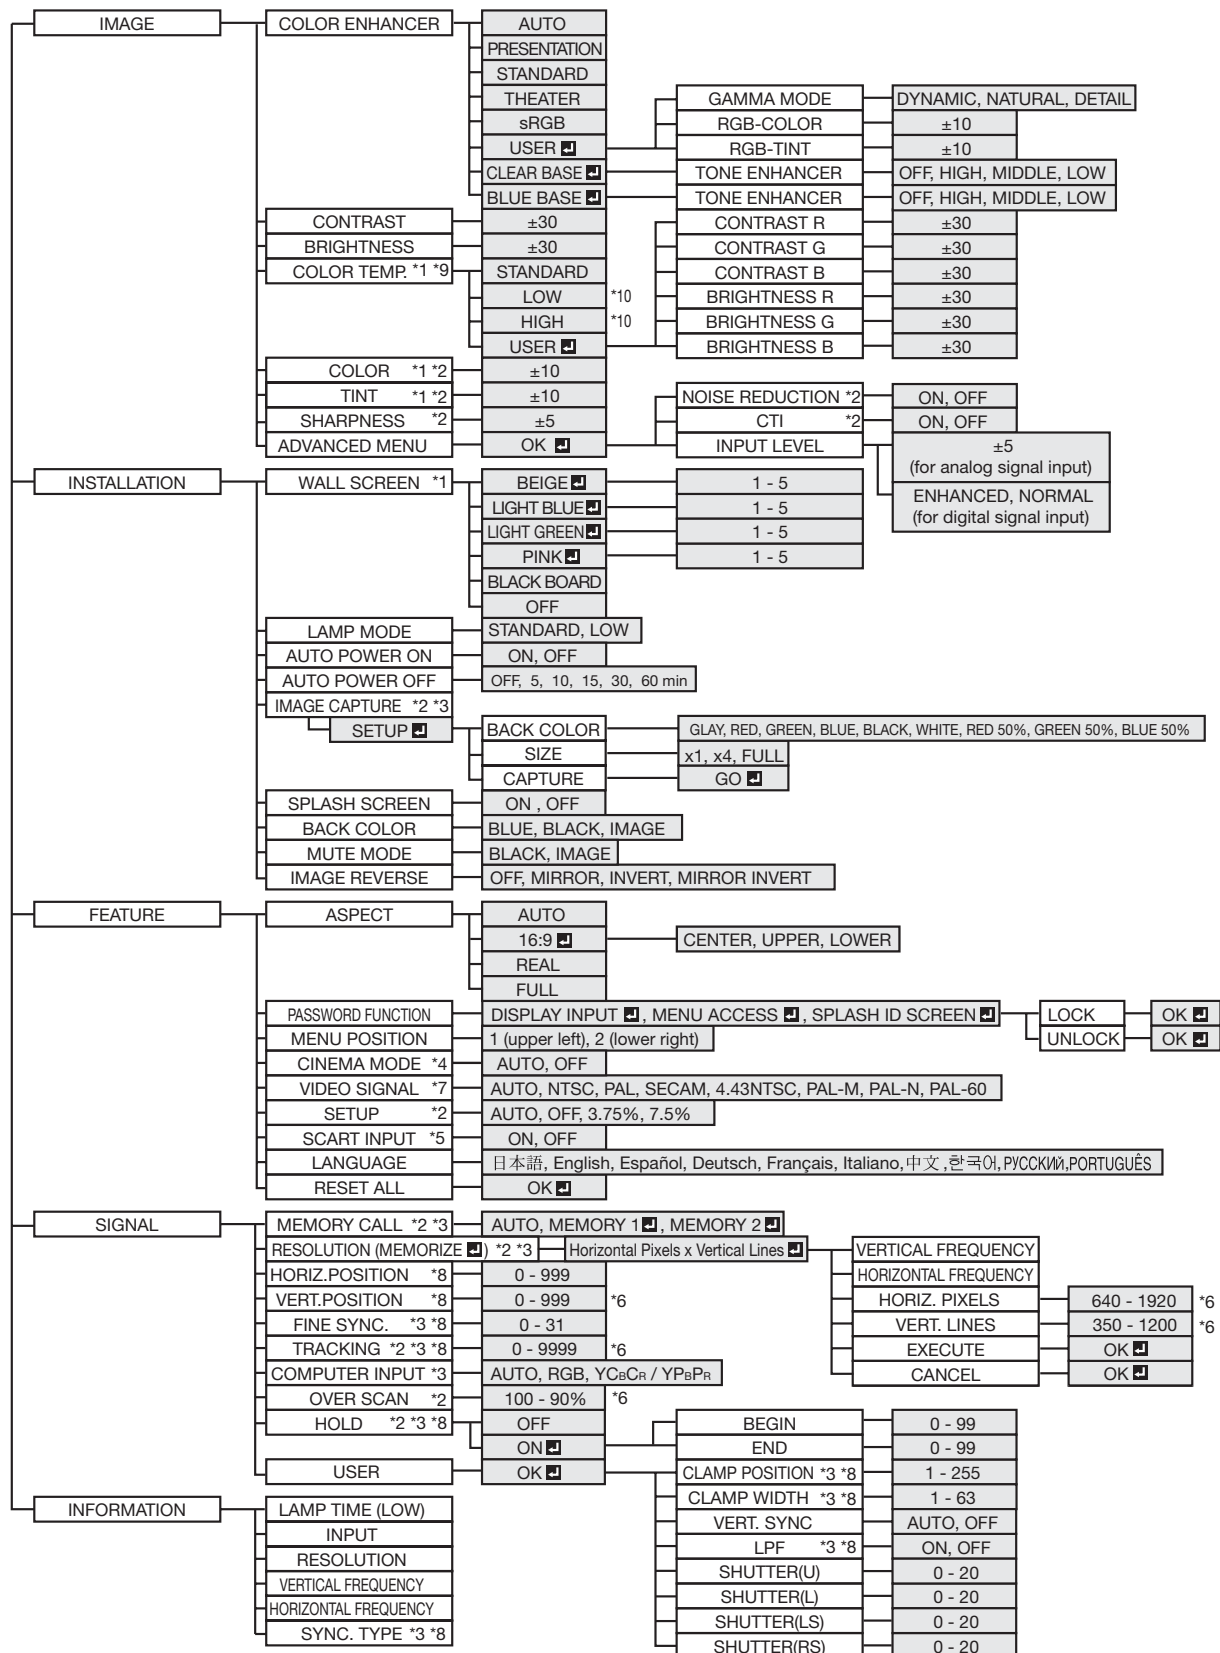 IMAGE COLOR ENHANCER AUTO
PRESENTATION
STANDARD
THEATER GAMMA MODE DYNAMIC, NATURAL, DETAIL
sRGB RGB-COLOR ±10
USER RGB-TINT ±10
CLEAR BASE TONE ENHANCER OFF, HIGH, MIDDLE, LOW
BLUE BASE TONE ENHANCER OFF, HIGH, MIDDLE, LOW
CONTRAST ±30 CONTRAST R ±30
BRIGHTNESS ±30 CONTRAST G ±30
COLOR TEMP. *1 *9 STANDARD CONTRAST B ±30
LOW *10 BRIGHTNESS R ±30
HIGH *10 BRIGHTNESS G ±30
USER BRIGHTNESS B ±30
COLOR *1 *2 ±10
TINT *1 *2 ±10 NOISE REDUCTION *2 ON, OFF
SHARPNESS *2 ±5 CTI *2 ON, OFF
ADVANCED MENU OK INPUT LEVEL ±5
(for analog signal input)
ENHANCED, NORMAL
(for digital signal input)
INSTALLATION WALL SCREEN *1 BEIGE 1 - 5
LIGHT BLUE 1 - 5
LIGHT GREEN 1 - 5
PINK 1 - 5
BLACK BOARD
OFF
LAMP MODE STANDARD, LOW
AUTO POWER ON ON, OFF
AUTO POWER OFF OFF, 5, 10, 15, 30, 60 min
IMAGE CAPTURE *2 *3
SETUP BACK COLOR GLAY, RED, GREEN, BLUE, BLACK, WHITE, RED 50%, GREEN 50%, BLUE 50%
SIZE x1, x4, FULL
CAPTURE GO
SPLASH SCREEN ON , OFF
BACK COLOR BLUE, BLACK, IMAGE
MUTE MODE BLACK, IMAGE
IMAGE REVERSE OFF, MIRROR, INVERT, MIRROR INVERT
FEATURE ASPECT AUTO
16:9 CENTER, UPPER, LOWER
REAL
FULL
PASSWORD FUNCTION DISPLAY INPUT , MENU ACCESS , SPLASH ID SCREEN LOCK OK
MENU POSITION 1 (upper left), 2 (lower right) UNLOCK OK
CINEMA MODE *4 AUTO, OFF
VIDEO SIGNAL *7 AUTO, NTSC, PAL, SECAM, 4.43NTSC, PAL-M, PAL-N, PAL-60
SETUP *2 AUTO, OFF, 3.75%, 7.5%
SCART INPUT *5 ON, OFF
LANGUAGE 日本語, English, Español, Deutsch, Français, Italiano, 中文 ,한국어, РУССКИЙ,PORTUGUÊS
RESET ALL OK
SIGNAL MEMORY CALL *2 *3 AUTO, MEMORY 1 , MEMORY 2
RESOLUTION (MEMORIZE ) *2 *3 Horizontal Pixels x Vertical Lines VERTICAL FREQUENCY
HORIZ.POSITION *8 0 - 999 HORIZONTAL FREQUENCY
VERT.POSITION *8 0 - 999 *6 HORIZ. PIXELS 640 - 1920 *6
FINE SYNC. *3 *8 0 - 31 VERT. LINES 350 - 1200 *6
TRACKING *2 *3 *8 0 - 9999 *6 EXECUTE OK
COMPUTER INPUT *3 AUTO, RGB, YCBCR / YPBPR CANCEL OK
OVER SCAN *2 100 - 90% *6
HOLD *2 *3 *8 OFF BEGIN 0 - 99
ON END 0 - 99
USER OK CLAMP POSITION *3 *8 1 - 255
CLAMP WIDTH *3 *8 1 - 63
INFORMATION LAMP TIME (LOW) VERT. SYNC AUTO, OFF
INPUT LPF *3 *8 ON, OFF
RESOLUTION SHUTTER(U) 0 - 20
VERTICAL FREQUENCY SHUTTER(L) 0 - 20
HORIZONTAL FREQUENCY SHUTTER(LS) 0 - 20
SYNC. TYPE *3 *8 SHUTTER(RS) 0 - 20